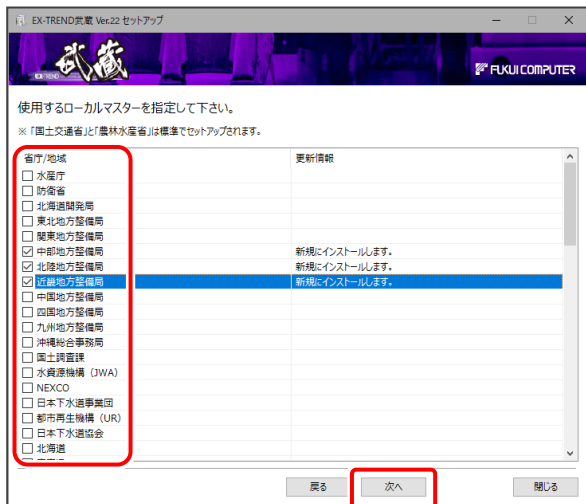 EX-TREND武蔵 Ver.22 セットアップ
EX-TREND 武蔵
FUKUI COMPUTER
使用するローカルマスターを指定して下さい。
※ 「国土交通省」と「農林水産省」は標準でセットアップされます。
省庁/地域 更新情報
水産庁
防衛省
北海道開発局
東北地方整備局
関東地方整備局
中部地方整備局 新規にインストールします。
北陸地方整備局 新規にインストールします。
近畿地方整備局 新規にインストールします。
中国地方整備局
四国地方整備局
九州地方整備局
沖縄総合事務局
国土調査課
水資源機構（JWA）
NEXCO
日本下水道事業団
都市再生機構（UR）
日本下水道協会
北海道
戻る 次へ 閉じる